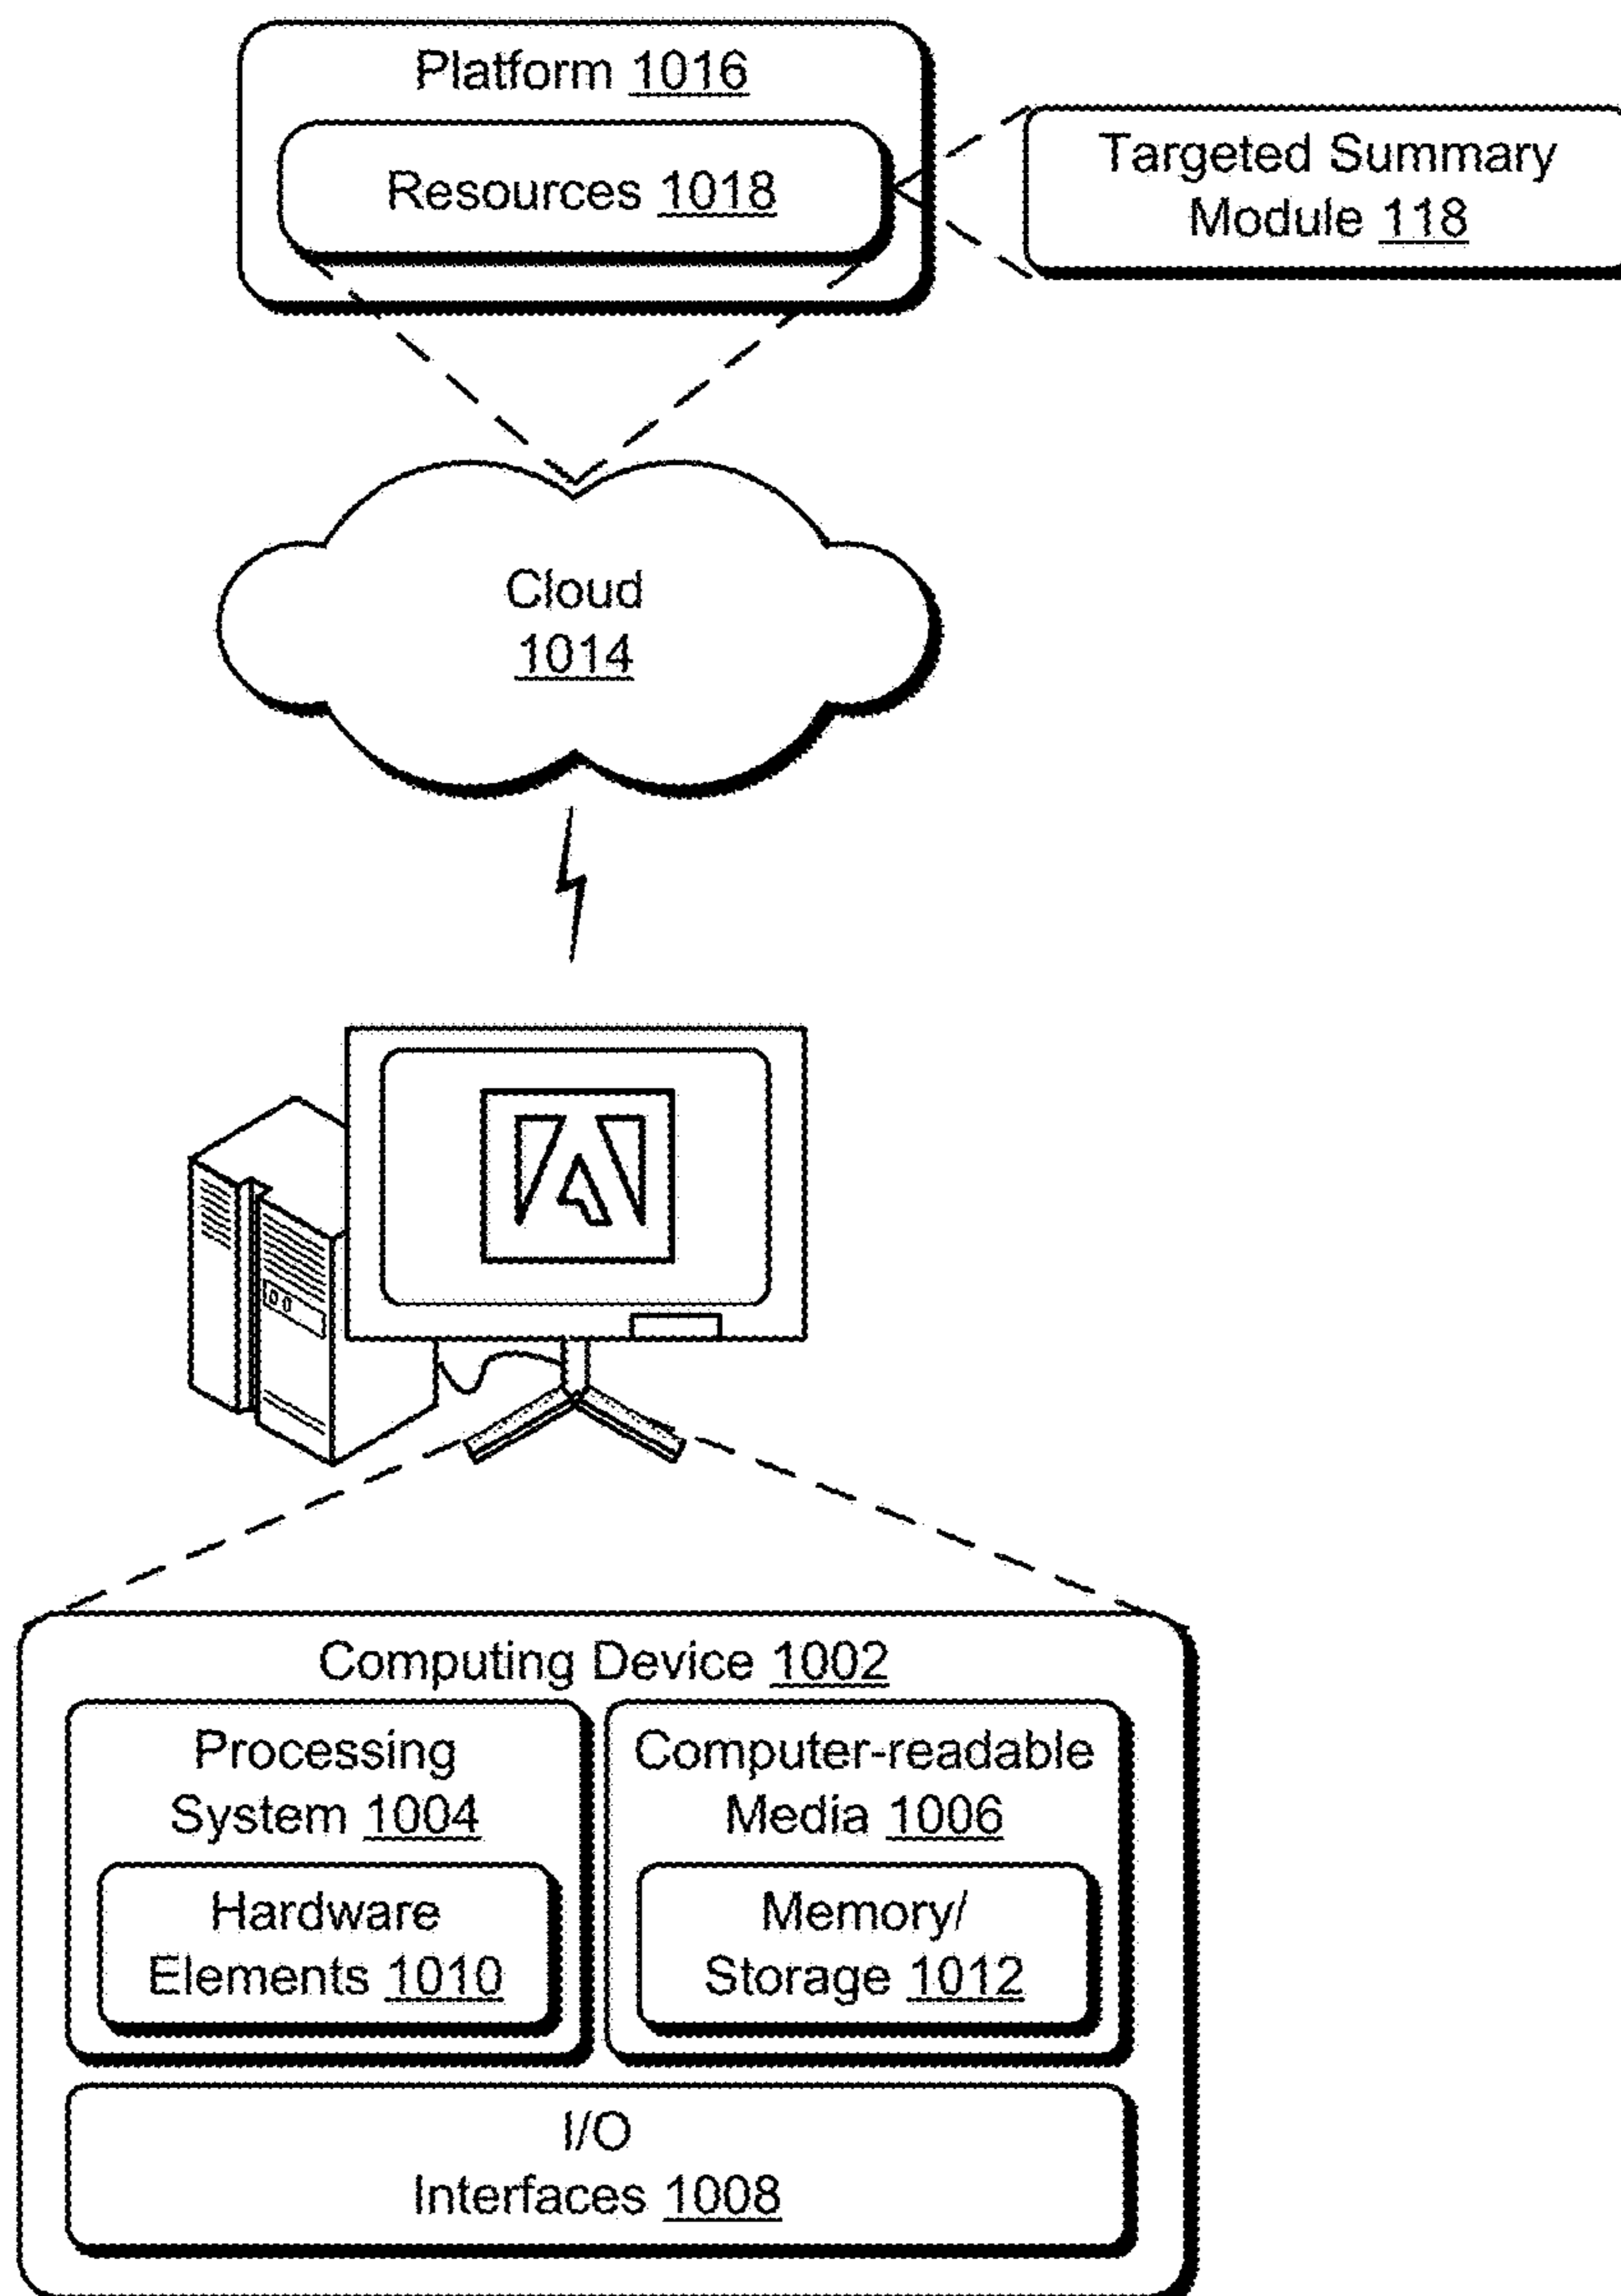 Platform 1016
Resources 1018
Targeted Summary
Module 118
Cloud
1014
Computing Device 1002
Processing
System 1004
Hardware
Elements 1010
Computer-readable
Media 1006
Memory/
Storage 1012
I/O
Interfaces 1008